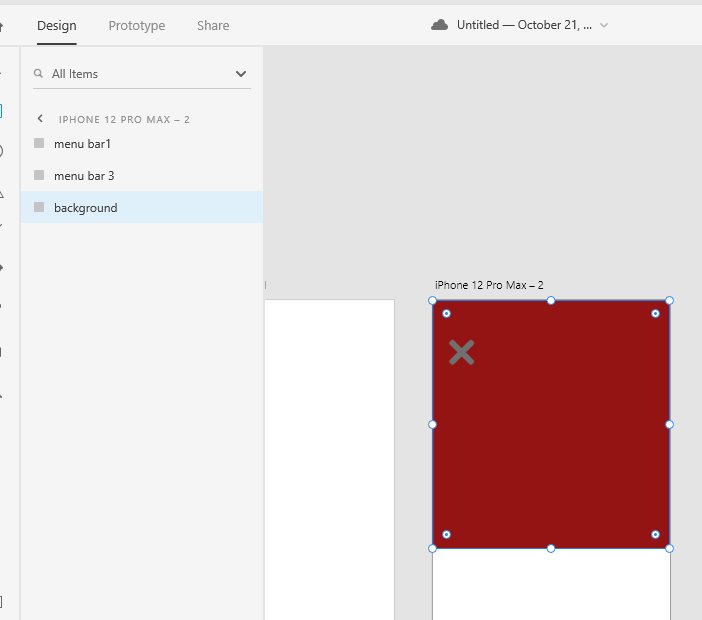 Design Prototype Share Untitled — October 21, ...
All Items
IPHONE 12 PRO MAX – 2
menu bar1
menu bar 3
background
iPhone 12 Pro Max – 2